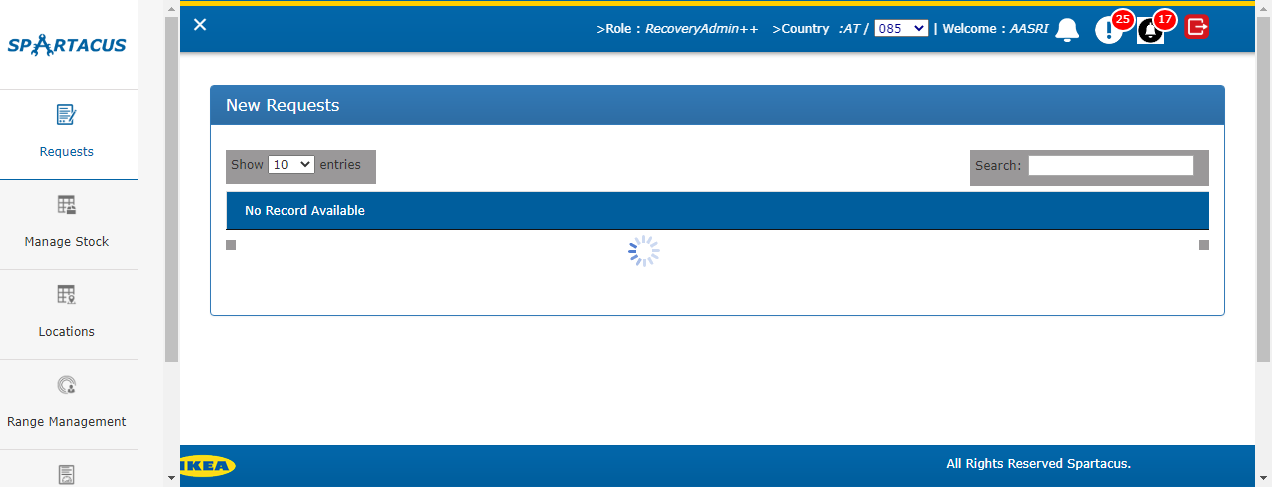 SPARTACUS
>Role : RecoveryAdmin++ >Country :AT / 085 | Welcome : AASRI 25 17
Requests
Manage Stock
Locations
Range Management
New Requests
Show 10 entries
Search:
No Record Available
IKEA
All Rights Reserved Spartacus.